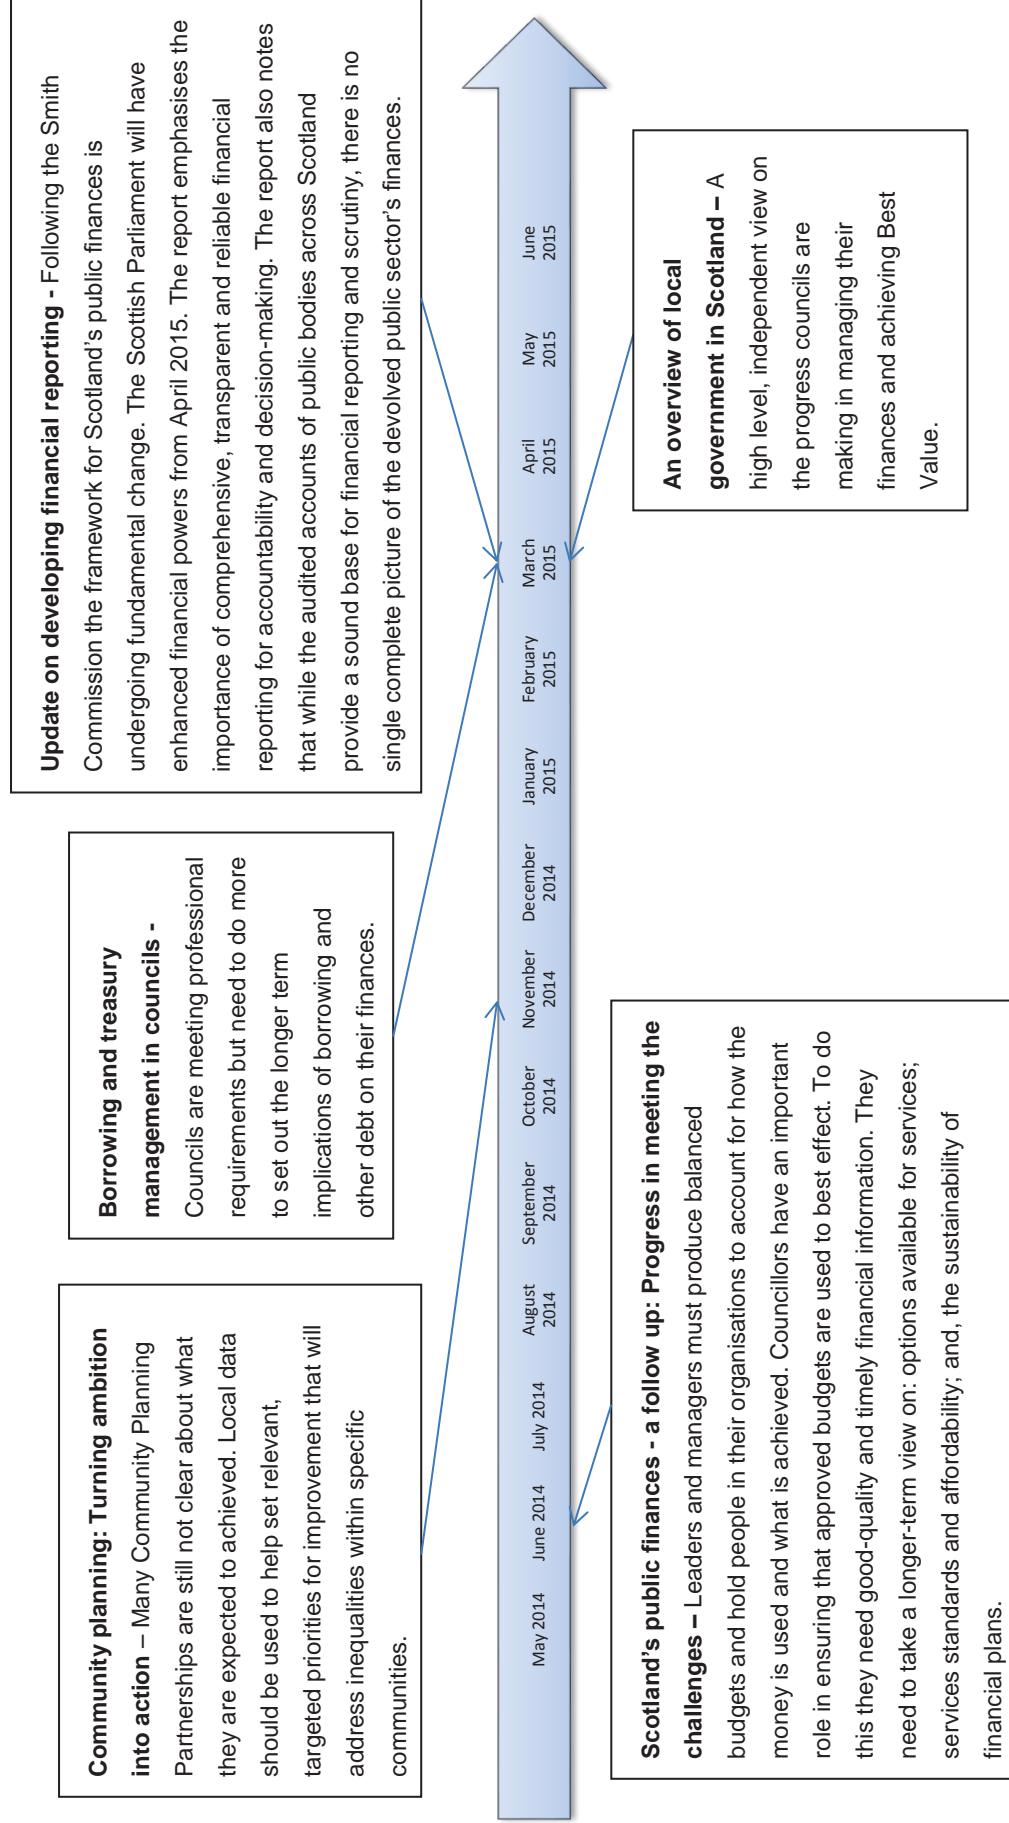 Community planning: Turning ambition
into action – Many Community Planning
Partnerships are still not clear about what
they are expected to achieved. Local data
should be used to help set relevant,
targeted priorities for improvement that will
address inequalities within specific
communities.
Borrowing and treasury
management in councils -
Councils are meeting professional
requirements but need to do more
to set out the longer term
implications of borrowing and
other debt on their finances.
Update on developing financial reporting - Following the Smith
Commission the framework for Scotland's public finances is
undergoing fundamental change. The Scottish Parliament will have
enhanced financial powers from April 2015. The report emphasises the
importance of comprehensive, transparent and reliable financial
reporting for accountability and decision-making. The report also notes
that while the audited accounts of public bodies across Scotland
provide a sound base for financial reporting and scrutiny, there is no
single complete picture of the devolved public sector's finances.
May 2014
June 2014
July 2014
August
2014
September
2014
October
2014
November
2014
December
2014
January
2015
February
2015
March
2015
April
2015
May
2015
June
2015
Scotland's public finances - a follow up: Progress in meeting the
challenges – Leaders and managers must produce balanced
budgets and hold people in their organisations to account for how the
money is used and what is achieved. Councillors have an important
role in ensuring that approved budgets are used to best effect. To do
this they need good-quality and timely financial information. They
need to take a longer-term view on: options available for services;
services standards and affordability; and, the sustainability of
financial plans.
An overview of local
government in Scotland – A
high level, independent view on
the progress councils are
making in managing their
finances and achieving Best
Value.